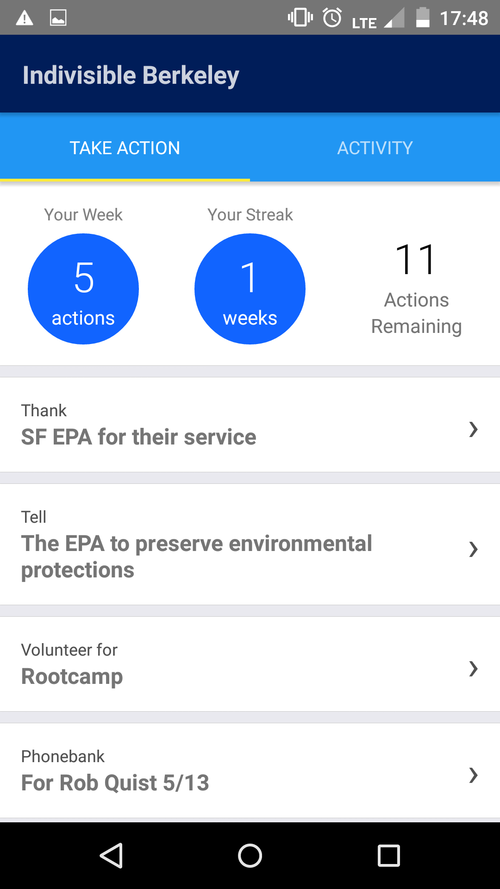 LTE 17:48
Indivisible Berkeley
TAKE ACTION ACTIVITY
Your Week Your Streak
5 1 11
actions weeks Actions
Remaining
Thank
SF EPA for their service
Tell
The EPA to preserve environmental
protections
Volunteer for
Rootcamp
Phonebank
For Rob Quist 5/13